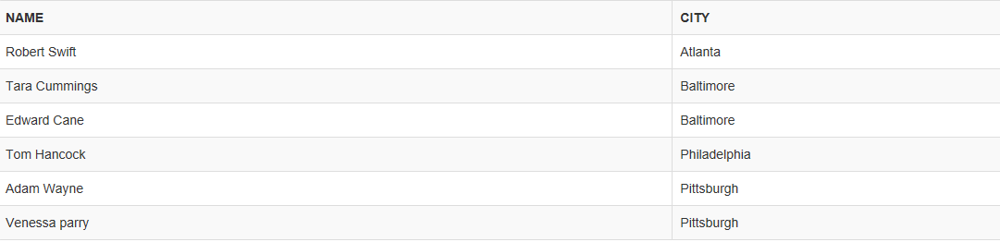 NAME CITY
Robert Swift Atlanta
Tara Cummings Baltimore
Edward Cane Baltimore
Tom Hancock Philadelphia
Adam Wayne Pittsburgh
Venessa parry Pittsburgh